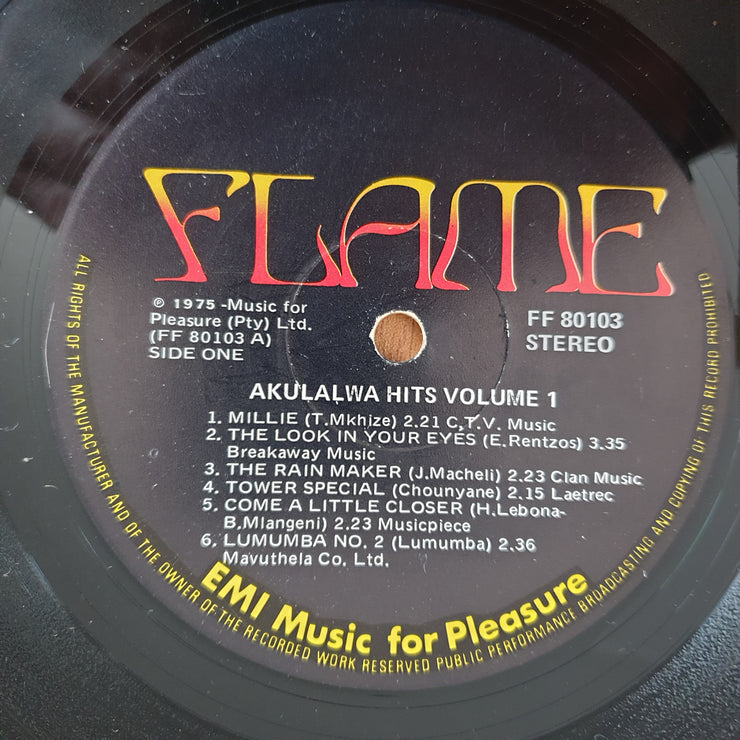 FLAME
℗ 1975 -Music for
Pleasure (Pty) Ltd.
(FF 80103 A)
SIDE ONE
FF 80103
STEREO
AKULALWA HITS VOLUME 1
1. MILLIE (T.Mkhize) 2.21 C.T.V. Music
2. THE LOOK IN YOUR EYES (E.Rentzos) 3.35
Breakaway Music
3. THE RAIN MAKER (J.Macheli) 2.23 Clan Music
4. TOWER SPECIAL (Chounyane) 2.15 Laetrec
5. COME A LITTLE CLOSER (H.Lebona-
B.Mlangeni) 2.23 Musicpiece
6. LUMUMBA NO. 2 (Lumumba) 2.36
Mavuthela Co. Ltd.
EMI Music for Pleasure
ALL RIGHTS OF THE MANUFACTURER AND OF THE OWNER OF THE RECORDED WORK RESERVED PUBLIC PERFORMANCE BROADCASTING AND COPYING OF THIS RECORD PROHIBITED